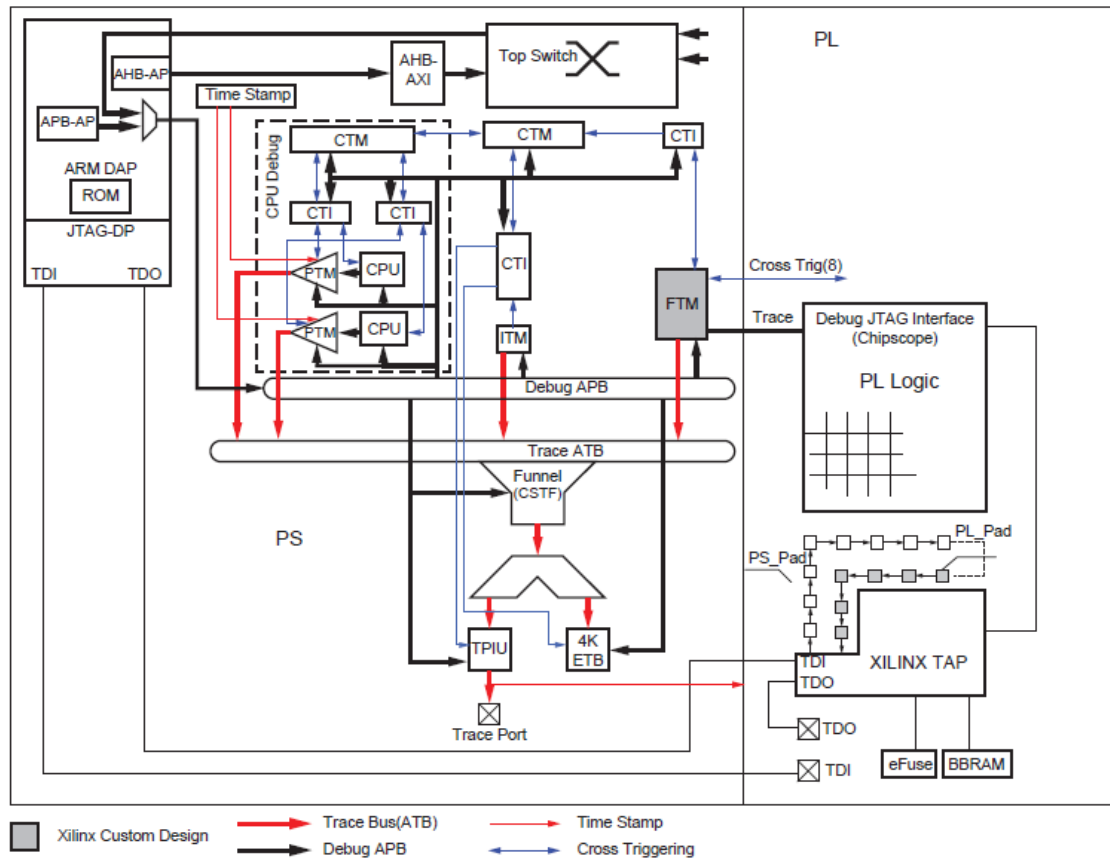 PL
Top Switch
AHB-AP
AHB-
AXI
Time Stamp
APB-AP
ARM DAP
ROM
JTAG-DP
TDI
TDO
CPU Debug
CTM
CTM
CTI
CTI
CTI
CTI
PTM
CPU
PTM
CPU
ITM
FTM
Cross Trig(8)
Trace
Debug JTAG Interface
(Chipscope)
PL Logic
Debug APB
Trace ATB
Funnel
(CSTF)
PS
PL_Pad
PS_Pad
TPIU
4K
ETB
TDI
TDO
XILINX TAP
Trace Port
TDO
TDI
eFuse
BBRAM
Xilinx Custom Design
Trace Bus(ATB)
Time Stamp
Debug APB
Cross Triggering